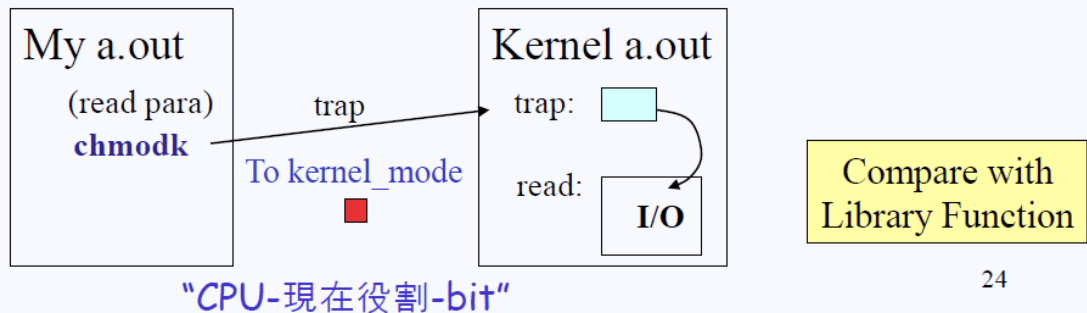 My a.out
(read para)
chmodk
trap
To kernel_mode
Kernel a.out
trap:
read:
I/O
Compare with
Library Function
"CPU-現在役割-bit"
24